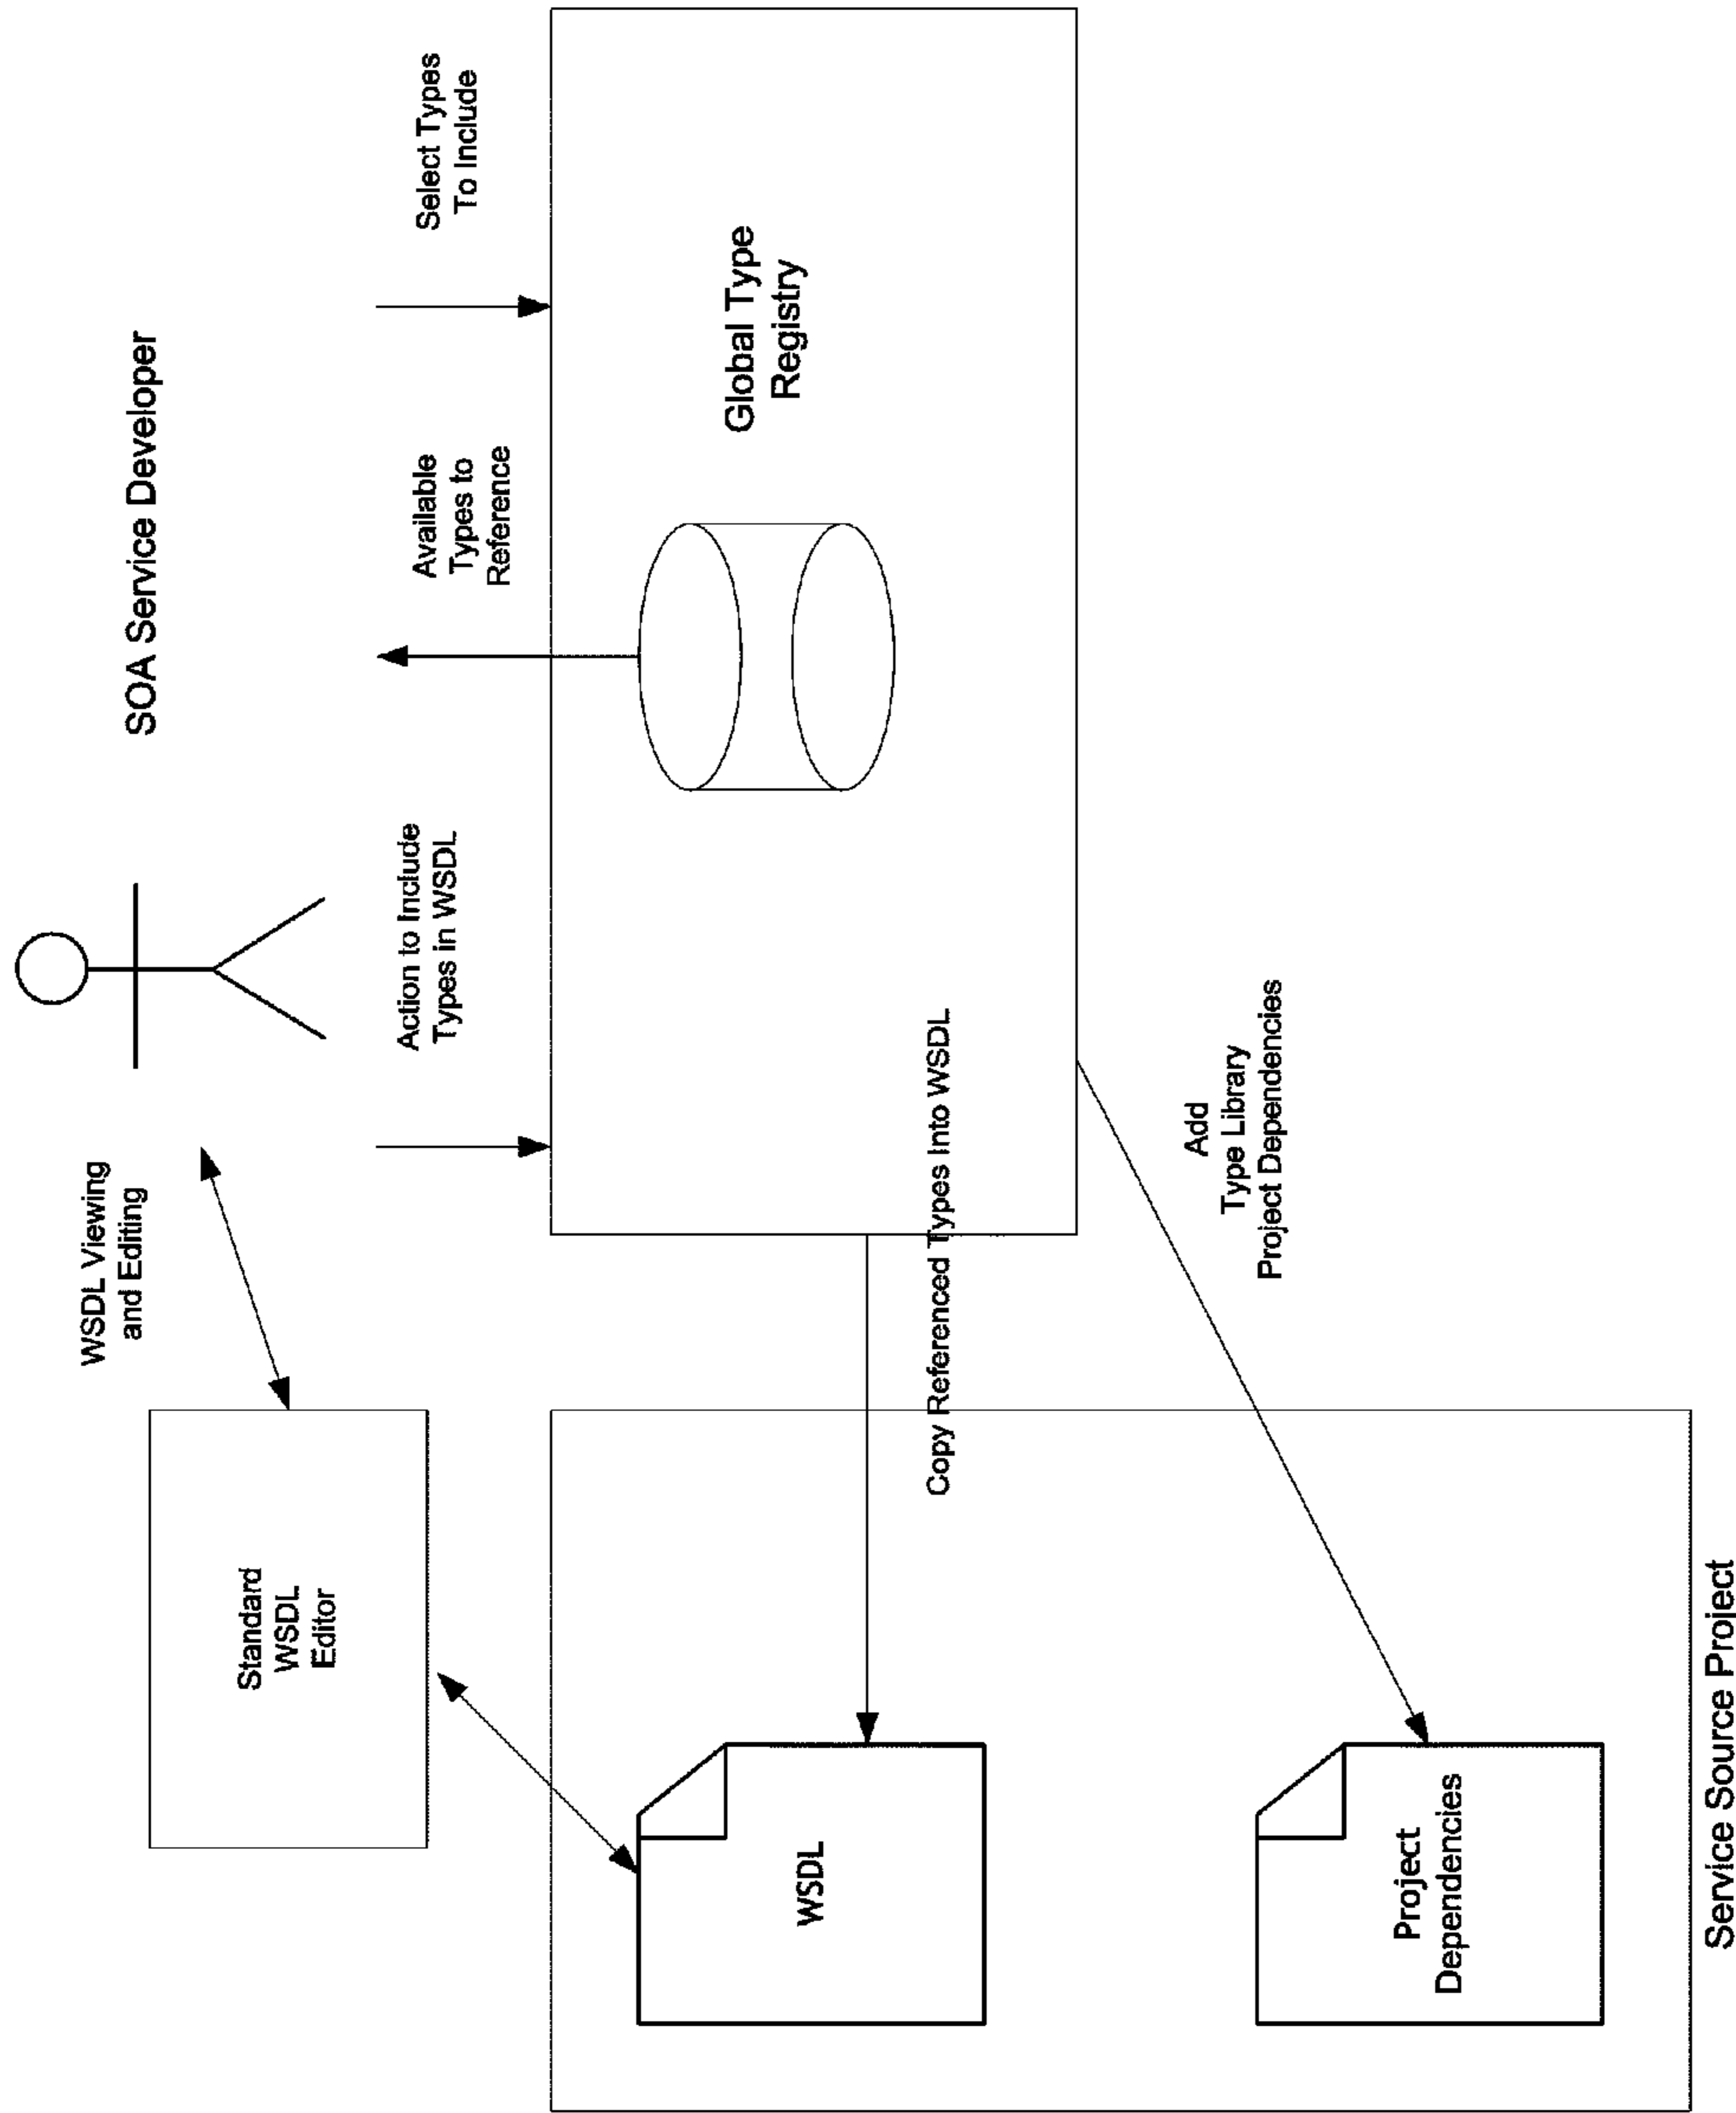 SOA Service Developer
WSDL Viewing
and Editing
Standard
WSDL
Editor
Action to Include
Types in WSDL
Available
Types to
Reference
Select Types
To Include
Global Type
Registry
Copy Referenced Types Into WSDL
WSDL
Add
Type Library
Project Dependencies
Project
Dependencies
Service Source Project